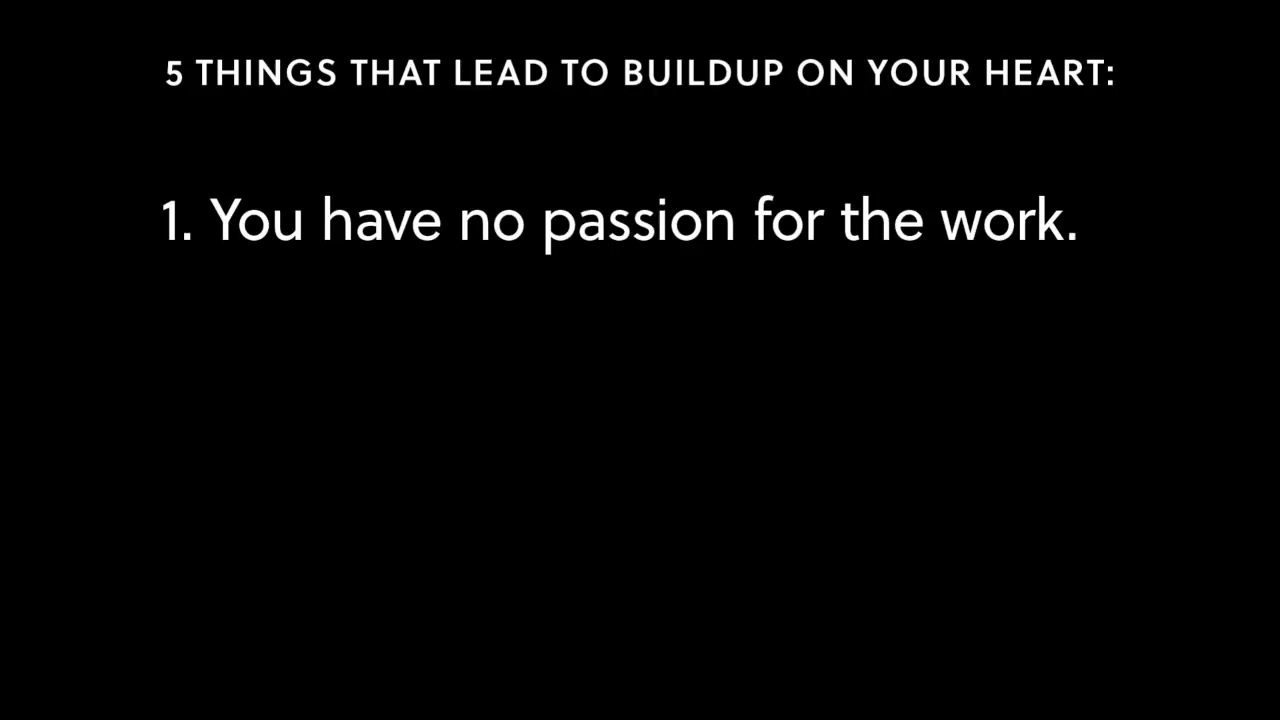 5 THINGS THAT LEAD TO BUILDUP ON YOUR HEART:
1. You have no passion for the work.